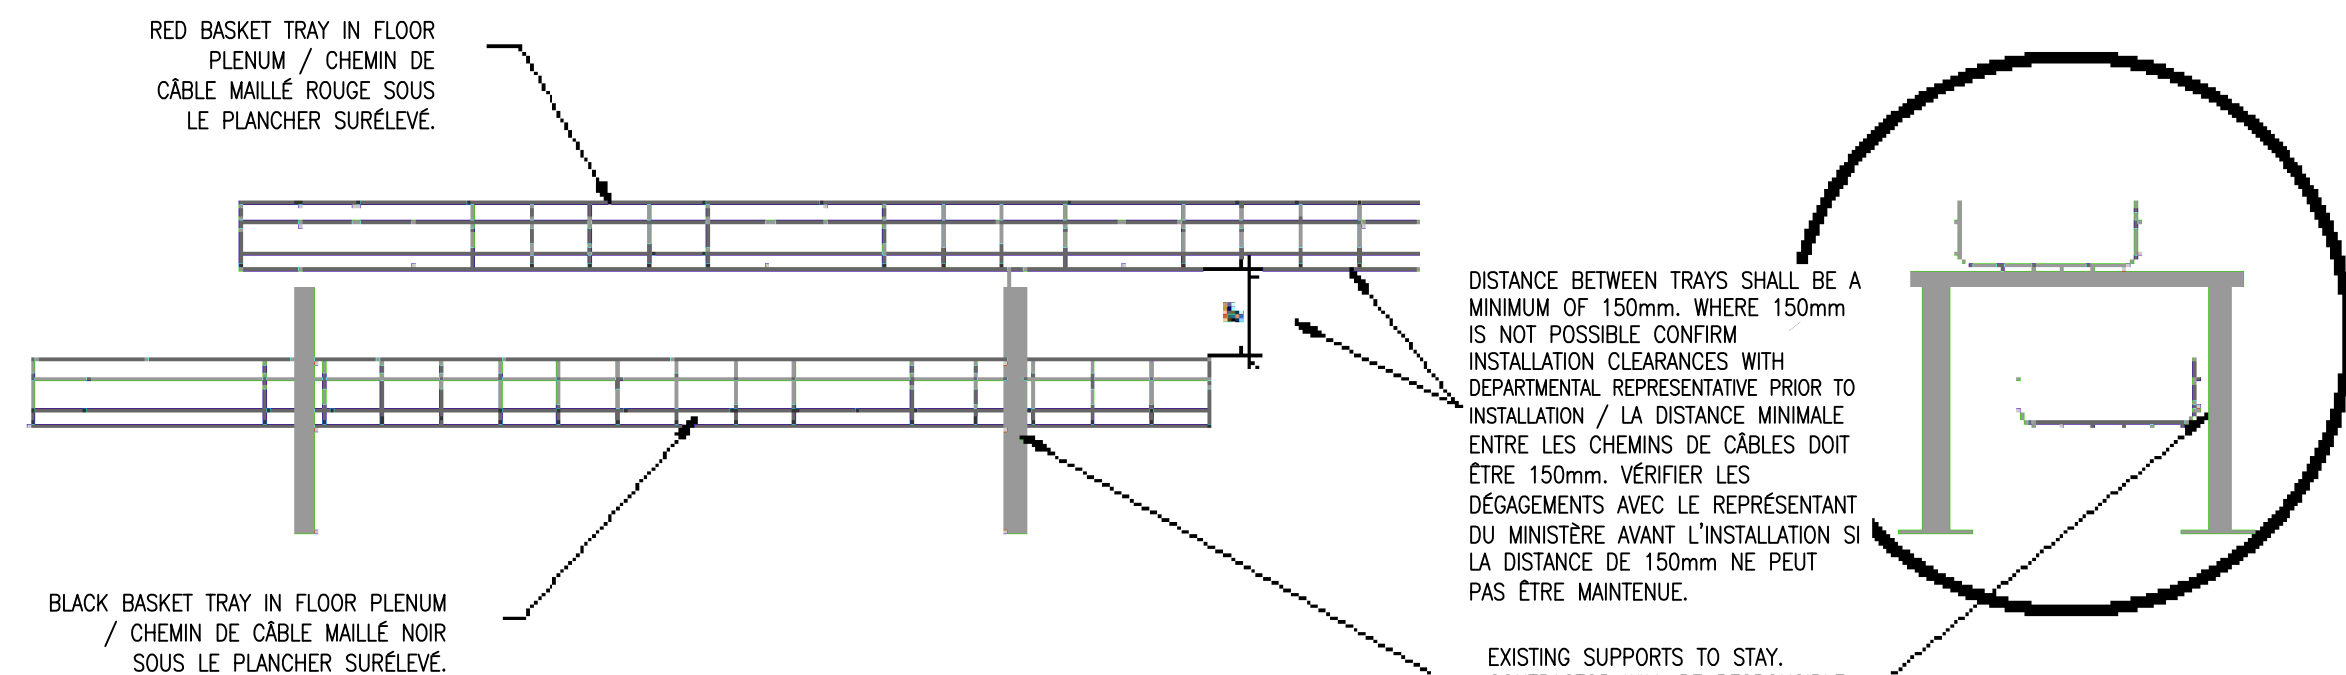 RED BASKET TRAY IN FLOOR
PLENUM / CHEMIN DE
CÂBLE MAILLÉ ROUGE SOUS
LE PLANCHER SURÉLEVÉ.
DISTANCE BETWEEN TRAYS SHALL BE A
MINIMUM OF 150mm. WHERE 150mm
IS NOT POSSIBLE CONFIRM
INSTALLATION CLEARANCES WITH
DEPARTMENTAL REPRESENTATIVE PRIOR TO
INSTALLATION / LA DISTANCE MINIMALE
ENTRE LES CHEMINS DE CÂBLES DOIT
ÊTRE 150mm. VÉRIFIER LES
DÉGAGEMENTS AVEC LE REPRÉSENTANT
DU MINISTÈRE AVANT L'INSTALLATION SI
LA DISTANCE DE 150mm NE PEUT
PAS ÊTRE MAINTENUE.
BLACK BASKET TRAY IN FLOOR PLENUM
/ CHEMIN DE CÂBLE MAILLÉ NOIR
SOUS LE PLANCHER SURÉLEVÉ.
EXISTING SUPPORTS TO STAY.